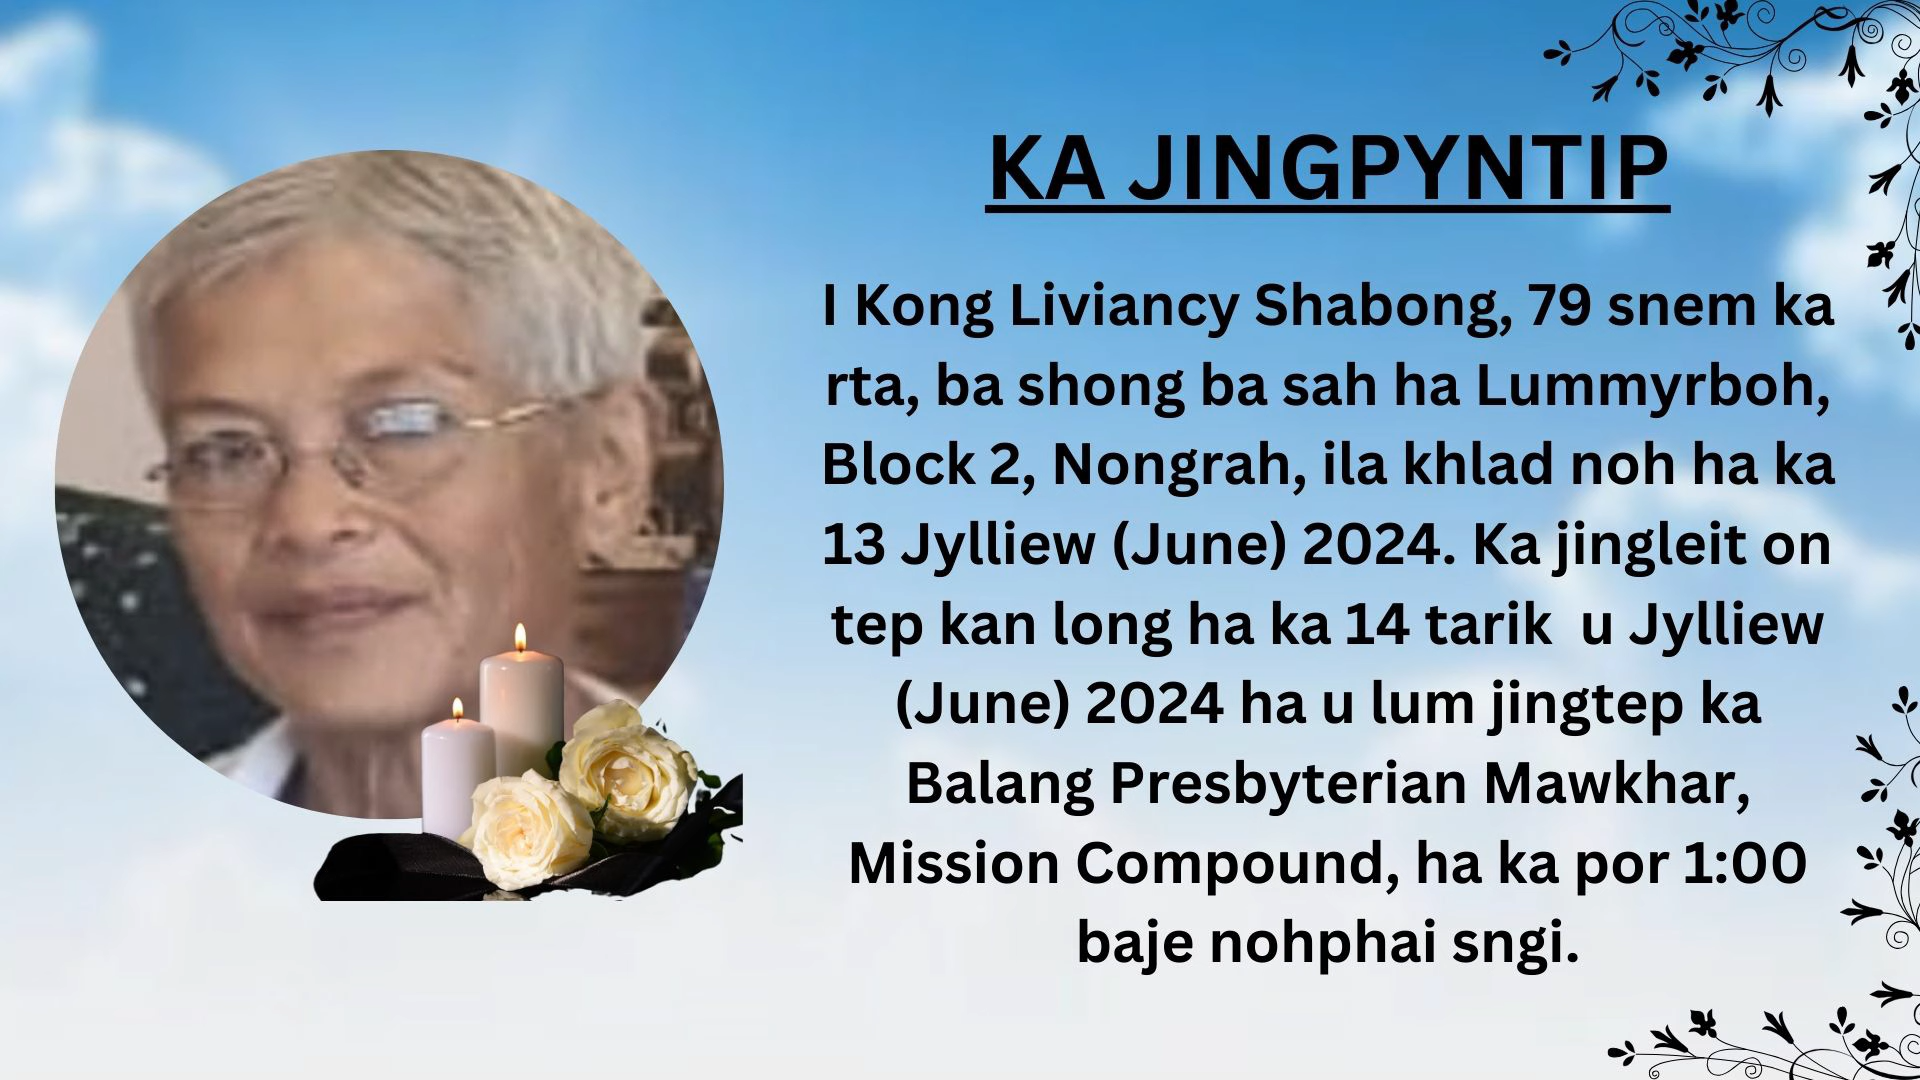 KA JINGPYNTIP
I Kong Liviancy Shabong, 79 snem ka
rta, ba shong ba sah ha Lummyrboh,
Block 2, Nongrah, ila khlad noh ha ka
13 Jylliew (June) 2024. Ka jingleit on
tep kan long ha ka 14 tarik  u Jylliew
(June) 2024 ha u lum jingtep ka
Balang Presbyterian Mawkhar,
Mission Compound, ha ka por 1:00
baje nohphai sngi.